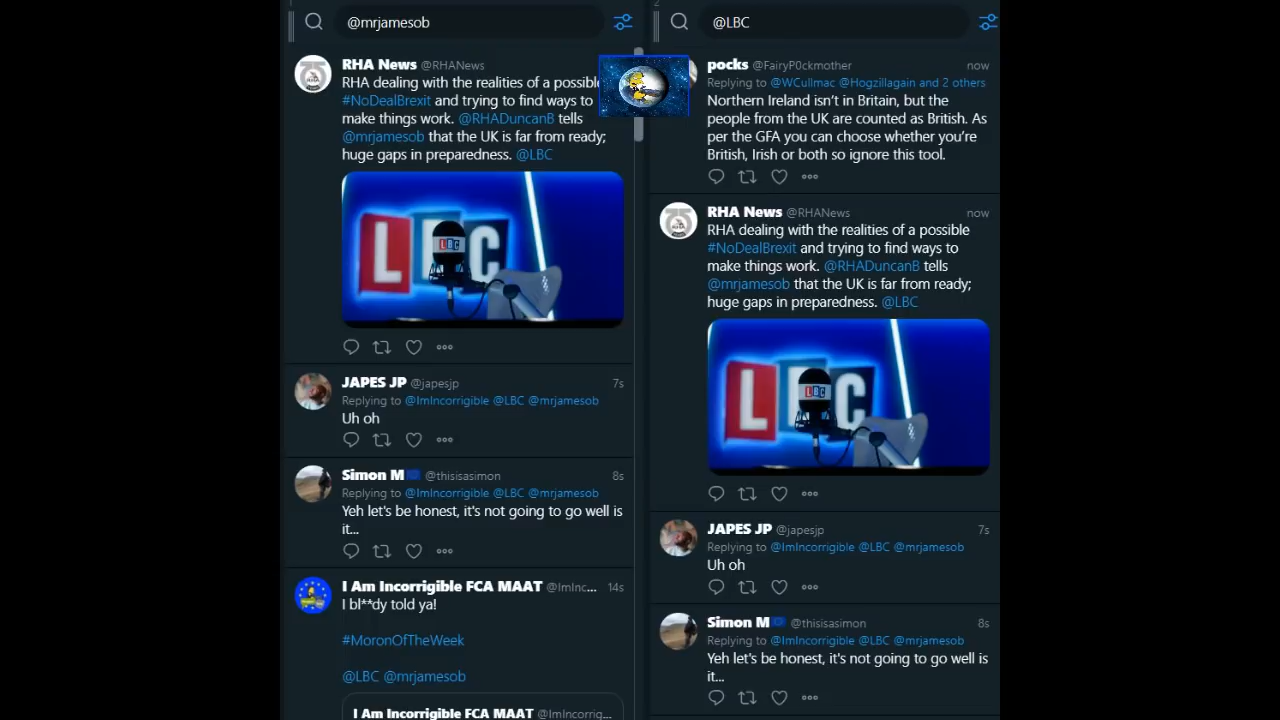 1
@mrjamesob
RHA News @RHANews
RHA dealing with the realities of a possible
#NoDealBrexit and trying to find ways to
make things work. @RHADuncanB tells
@mrjamesob that the UK is far from ready;
huge gaps in preparedness. @LBC
LBC
LBC
JAPES JP @japesjp 7s
Replying to @ImIncorrigible @LBC @mrjamesob
Uh oh
Simon M @thisisasimon 8s
Replying to @ImIncorrigible @LBC @mrjamesob
Yeh let's be honest, it's not going to go well is
it...
I Am Incorrigible FCA MAAT @ImInc... 14s
I bl**dy told ya!
#MoronOfTheWeek
@LBC @mrjamesob
I Am Incorrigible FCA MAAT @ImIncorrig...
2
@LBC
pocks @FairyP0ckmother now
Replying to @WCullmac @Hogzillagain and 2 others
Northern Ireland isn't in Britain, but the
people from the UK are counted as British. As
per the GFA you can choose whether you're
British, Irish or both so ignore this tool.
RHA News @RHANews now
RHA dealing with the realities of a possible
#NoDealBrexit and trying to find ways to
make things work. @RHADuncanB tells
@mrjamesob that the UK is far from ready;
huge gaps in preparedness. @LBC
LBC
LBC
JAPES JP @japesjp 7s
Replying to @ImIncorrigible @LBC @mrjamesob
Uh oh
Simon M @thisisasimon 8s
Replying to @ImIncorrigible @LBC @mrjamesob
Yeh let's be honest, it's not going to go well is
it...